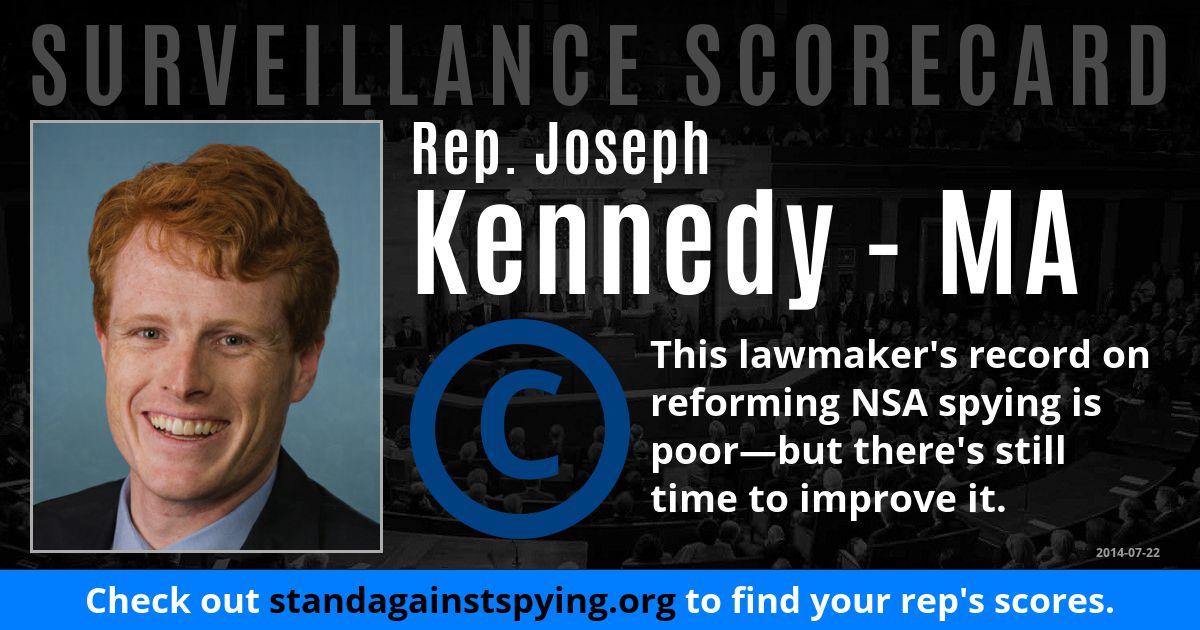 SURVEILLANCE SCORECARD
Rep. Joseph
Kennedy - MA
C
This lawmaker's record on
reforming NSA spying is
poor—but there's still
time to improve it.
2014-07-22
Check out standagainstspying.org to find your rep's scores.